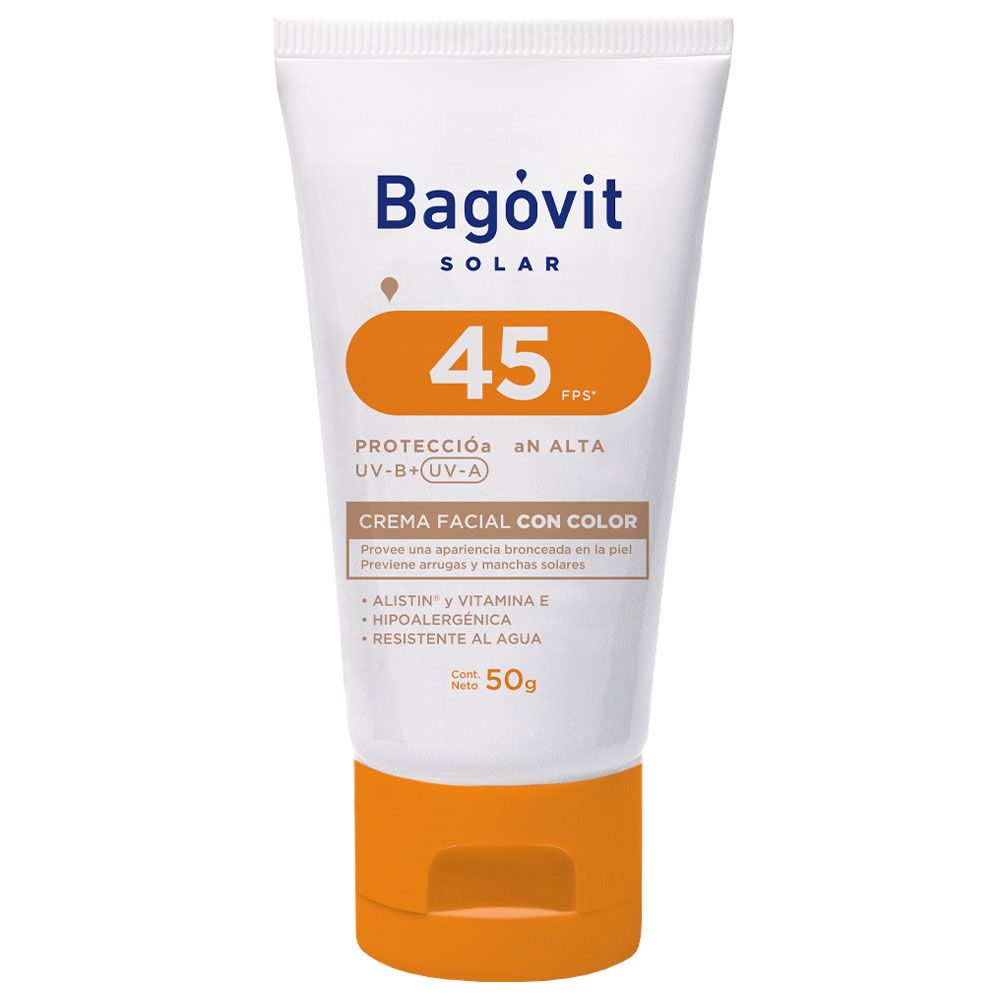 Bagóvit
SOLAR
45 FPS*
PROTECCIÓa aN ALTA
UV-B+UV-A
CREMA FACIAL CON COLOR
Provee una apariencia bronceada en la piel
Previene arrugas y manchas solares
• ALISTIN® y VITAMINA E
• HIPOALERGÉNICA
• RESISTENTE AL AGUA
Cont. Neto 50g